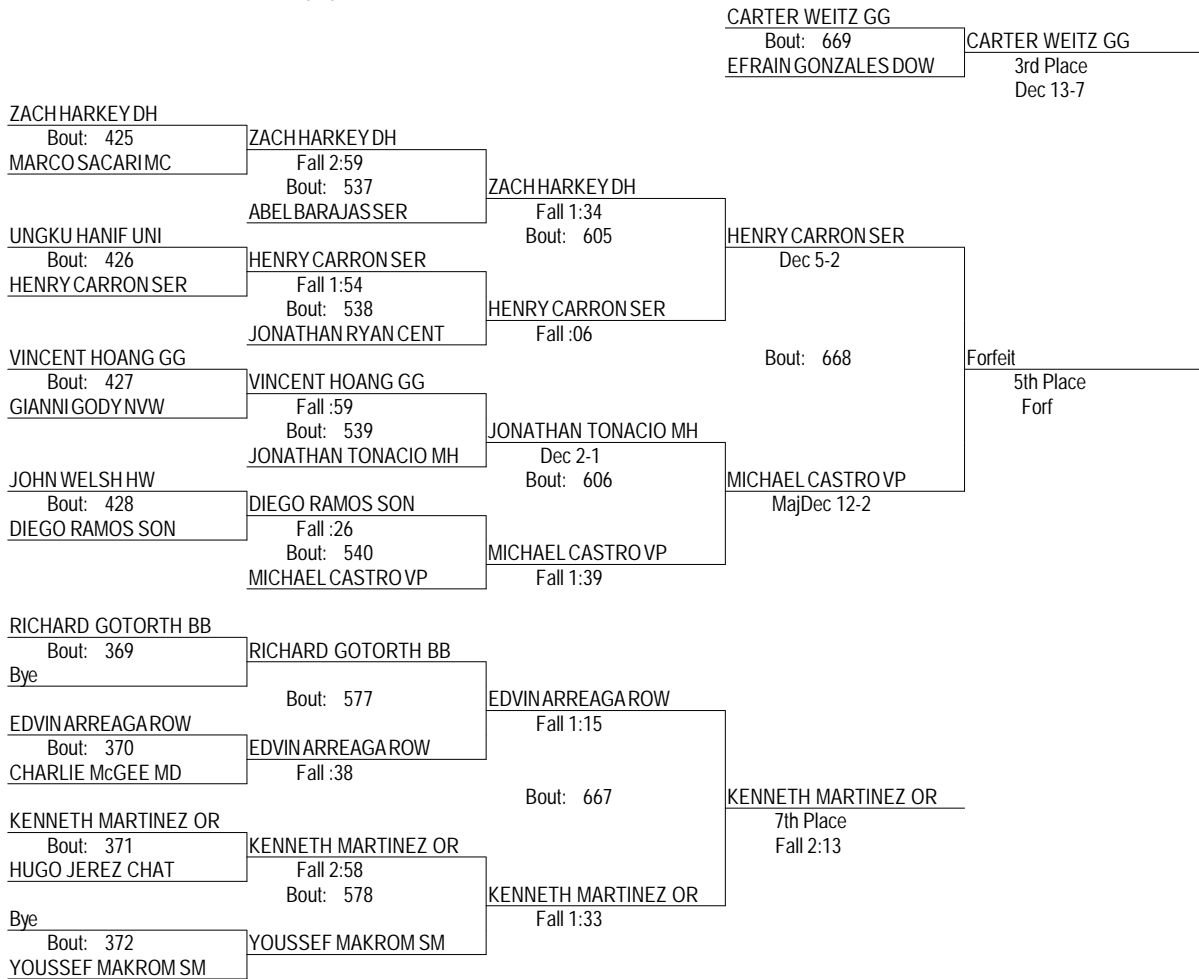 CARTER WEITZ GG
Bout: 669 CARTER WEITZ GG
EFRAIN GONZALES DOW 3rd Place
Dec 13-7
ZACH HARKEY DH
Bout: 425 ZACH HARKEY DH
MARCO SACARI MC Fall 2:59
Bout: 537 ZACH HARKEY DH
ABEL BARAJAS SER Fall 1:34
UNGKU HANIF UNI Bout: 605 HENRY CARRON SER
Bout: 426 HENRY CARRON SER Dec 5-2
HENRY CARRON SER Fall 1:54
Bout: 538 HENRY CARRON SER
JONATHAN RYAN CENT Fall :06
VINCENT HOANG GG Bout: 668 Forfeit
Bout: 427 VINCENT HOANG GG 5th Place
GIANNI GODY NVW Fall :59 Forf
Bout: 539 JONATHAN TONACIO MH
JONATHAN TONACIO MH Dec 2-1
JOHN WELSH HW Bout: 606 MICHAEL CASTRO VP
Bout: 428 DIEGO RAMOS SON MajDec 12-2
DIEGO RAMOS SON Fall :26
Bout: 540 MICHAEL CASTRO VP
MICHAEL CASTRO VP Fall 1:39
RICHARD GOTORTH BB
Bout: 369 RICHARD GOTORTH BB
Bye
Bout: 577 EDVIN ARREAGA ROW
EDVIN ARREAGA ROW Fall 1:15
Bout: 370 EDVIN ARREAGA ROW
CHARLIE McGEE MD Fall :38
Bout: 667 KENNETH MARTINEZ OR
KENNETH MARTINEZ OR 7th Place
Bout: 371 KENNETH MARTINEZ OR Fall 2:13
HUGO JEREZ CHAT Fall 2:58
Bout: 578 KENNETH MARTINEZ OR
Bye Fall 1:33
Bout: 372 YOUSSEF MAKROM SM
YOUSSEF MAKROM SM